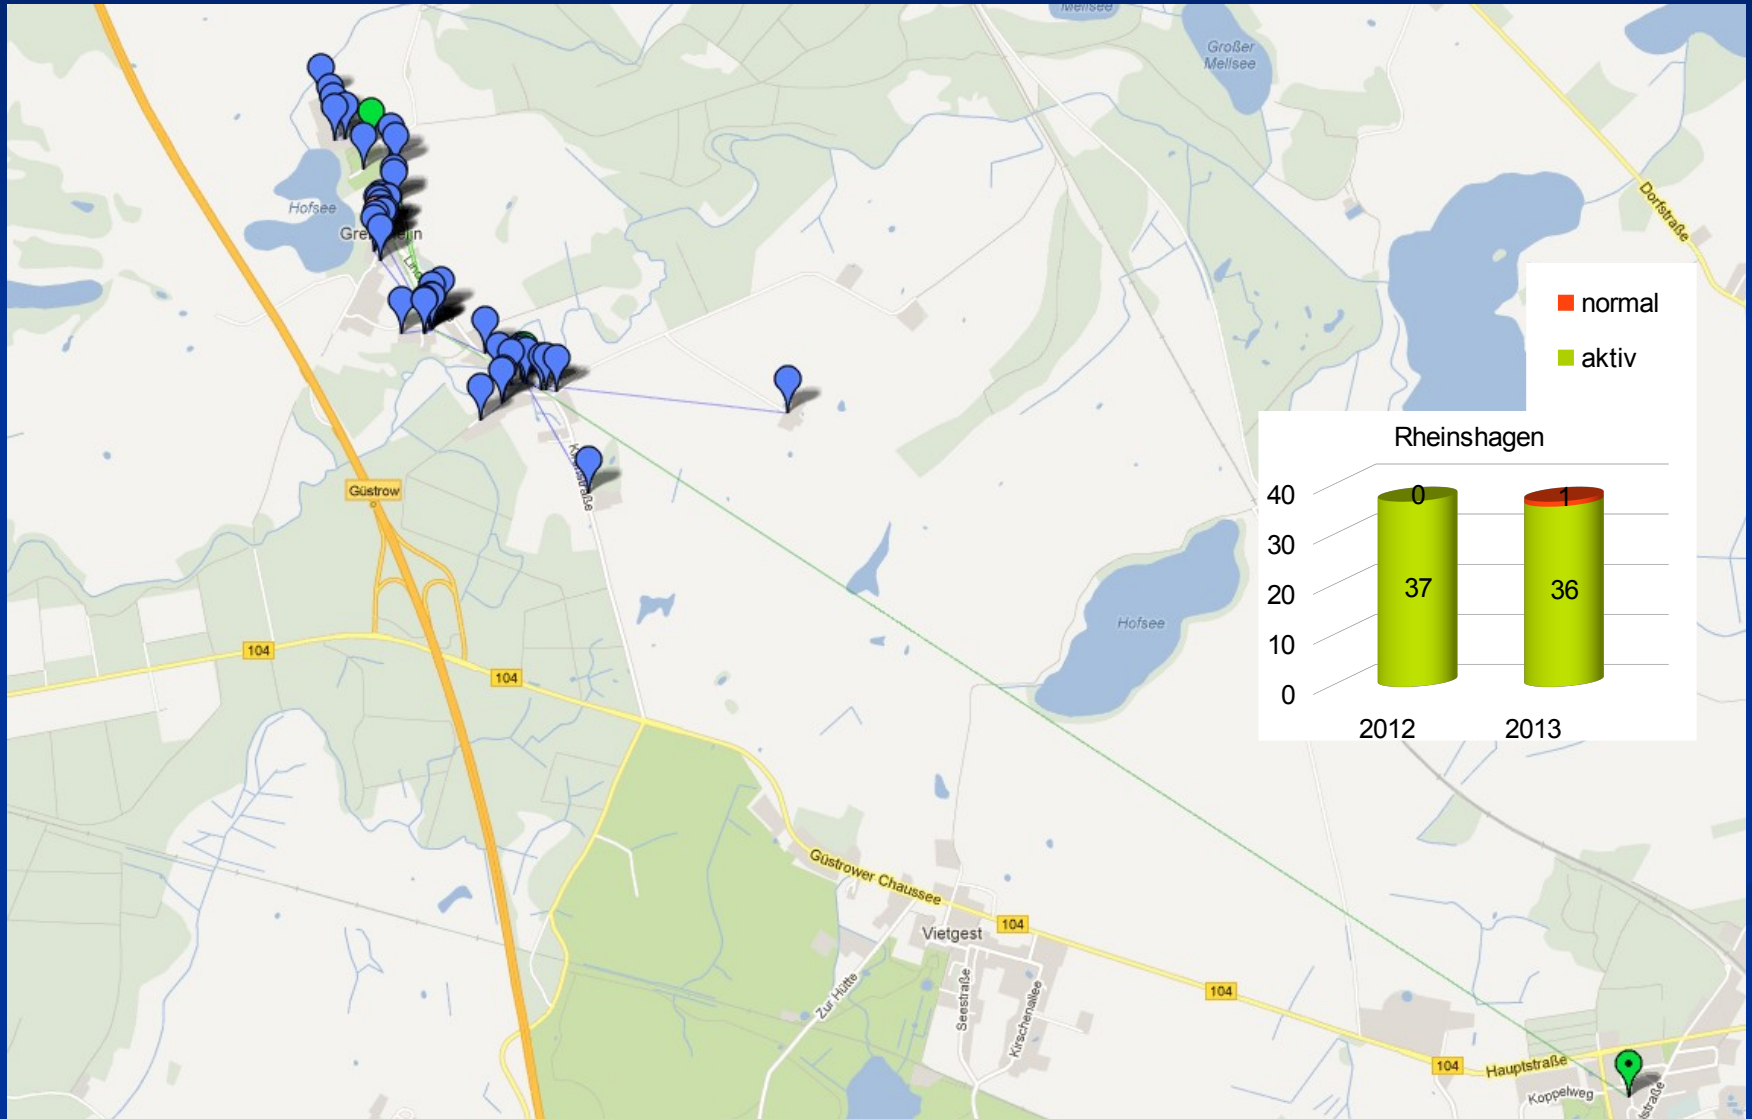 Mellsee
Großer
Mellsee
Dorfstraße
Hofsee
normal
aktiv
Rheinshagen
40
30
20
10
0
0
1
37
36
2012
2013
Güstrow
Hofsee
104
104
Güstrower Chaussee
Vietgest
104
Zur Hütte
Seestraße
Kirschenallee
104
104
Hauptstraße
Koppelweg